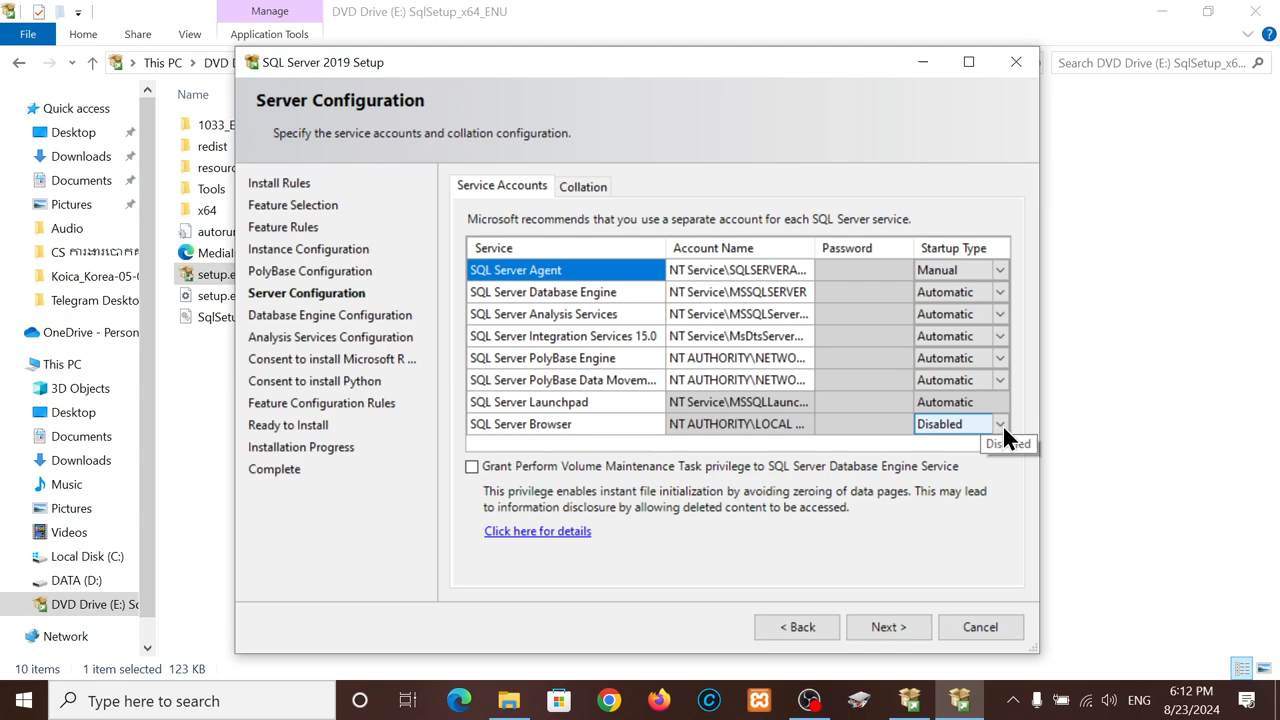 Manage
DVD Drive (E:) SqlSetup_x64_ENU
File
Home
Share
View
Application Tools
This PC
DVD
Search DVD Drive (E:) SqlSetup_x6...
Quick access
Desktop
Downloads
Documents
Pictures
Audio
Koica_Korea-05-
Telegram Deskto
OneDrive - Person
This PC
3D Objects
Desktop
Documents
Downloads
Music
Pictures
Videos
Local Disk (C:)
DATA (D:)
DVD Drive (E:) Sc
Network
Name
1033_E
redist
resourc
Tools
x64
autorun
MediaI
setup.e
setup.e
SqlSetu
SQL Server 2019 Setup
Server Configuration
Specify the service accounts and collation configuration.
Install Rules
Feature Selection
Feature Rules
Instance Configuration
PolyBase Configuration
Server Configuration
Database Engine Configuration
Analysis Services Configuration
Consent to install Microsoft R ...
Consent to install Python
Feature Configuration Rules
Ready to Install
Installation Progress
Complete
Service Accounts
Collation
Microsoft recommends that you use a separate account for each SQL Server service.
Service Account Name Password Startup Type
SQL Server Agent NT Service\SQLSERVERA... Manual
SQL Server Database Engine NT Service\MSSQLSERVER Automatic
SQL Server Analysis Services NT Service\MSSQLServer... Automatic
SQL Server Integration Services 15.0 NT Service\MsDtsServer... Automatic
SQL Server PolyBase Engine NT AUTHORITY\NETWO... Automatic
SQL Server PolyBase Data Movem... NT AUTHORITY\NETWO... Automatic
SQL Server Launchpad NT Service\MSSQLLaunc... Automatic
SQL Server Browser NT AUTHORITY\LOCAL ... Disabled
Grant Perform Volume Maintenance Task privilege to SQL Server Database Engine Service
This privilege enables instant file initialization by avoiding zeroing of data pages. This may lead
to information disclosure by allowing deleted content to be accessed.
Click here for details
< Back
Next >
Cancel
10 items
1 item selected 123 KB
Type here to search
ENG
6:12 PM
8/23/2024